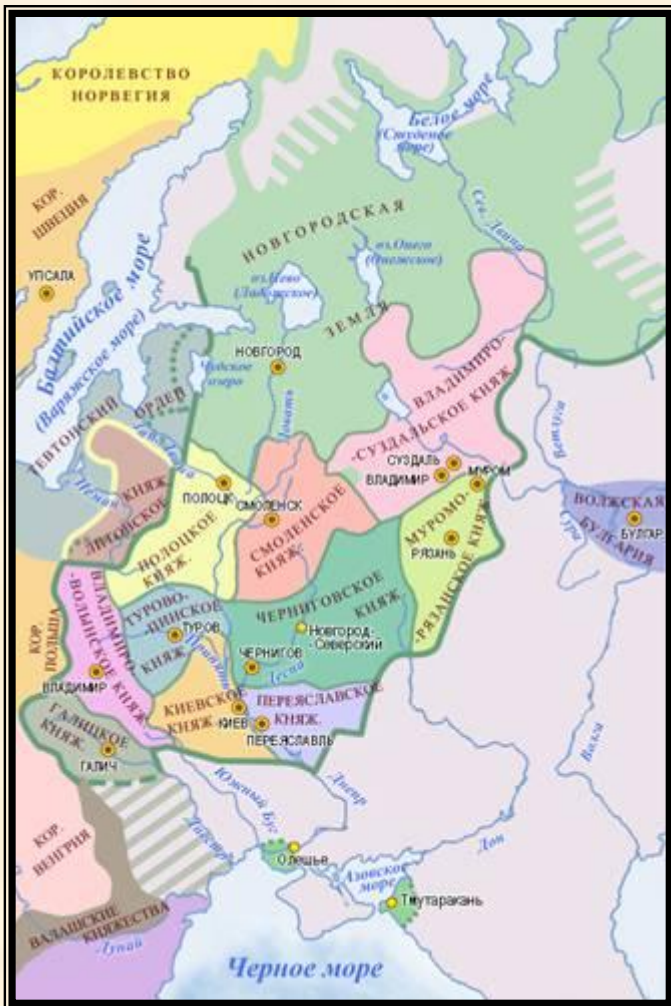 КОРОЛЕВСТВО
НОРВЕГИЯ
Белое море
(Студеное
море)
КОР.
ШВЕЦИЯ
НОВГОРОДСКАЯ
Сев. Двина
оз.Онего
(Онежское)
УПСАЛА
оз.Нево
(Ладожское)
ЗЕМЛЯ
Балтийское море
(Варяжское море)
НОВГОРОД
Чудское
озеро
ВЛАДИМИРО-
-СУЗДАЛЬСКОЕ КНЯЖ.
ТЕВТОНСКИЙ
ОРДЕН
Ловать
Зап.Двина
Ветлуга
СУЗДАЛЬ
ВЛАДИМИР
МУРОМ
Неман
КНЯЖ.
ЛИТОВСКОЕ
ПОЛОЦК
СМОЛЕНСК
ПОЛОЦКОЕ
КНЯЖ.
СМОЛЕНСКОЕ
КНЯЖ.
МУРОМО-
-РЯЗАНСКОЕ КНЯЖ.
РЯЗАНЬ
Сура
ВОЛЖСКАЯ
БУЛГАР
БУЛГАРИЯ
КОР.
ПОЛЬША
ВЛАДИМИРО-
-ВОЛЫНСКОЕ КНЯЖ.
ВЛАДИМИР
ТУРОВО-
ТУРОВ
КНЯЖ.
Припять
ЧЕРНИГОВСКОЕ
КНЯЖ.
Новгород-
Северский
ЧЕРНИГОВ
Десна
КИЕВСКОЕ
КНЯЖ.
КИЕВ
ПЕРЕЯСЛАВСКОЕ
КНЯЖ.
ПЕРЕЯСЛАВЛЬ
ГАЛИЦКОЕ
КНЯЖ.
ГАЛИЧ
Волга
Южный Буг
Днепр
Днестр
Дон
КОР.
ВЕНГРИЯ
Олешье
Азовское
море
Тмутаракань
ВАЛАШСКИЕ
КНЯЖЕСТВА
Дунай
Черное море